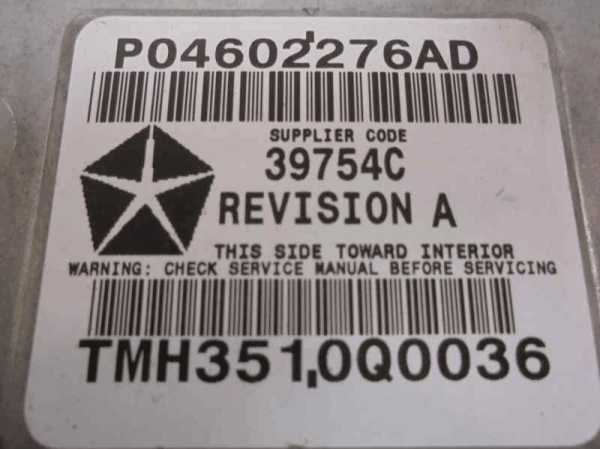 P04602276AD
SUPPLIER CODE
39754C
REVISION A
THIS SIDE TOWARD INTERIOR
WARNING: CHECK SERVICE MANUAL BEFORE SERVICING
TMH351,0Q0036